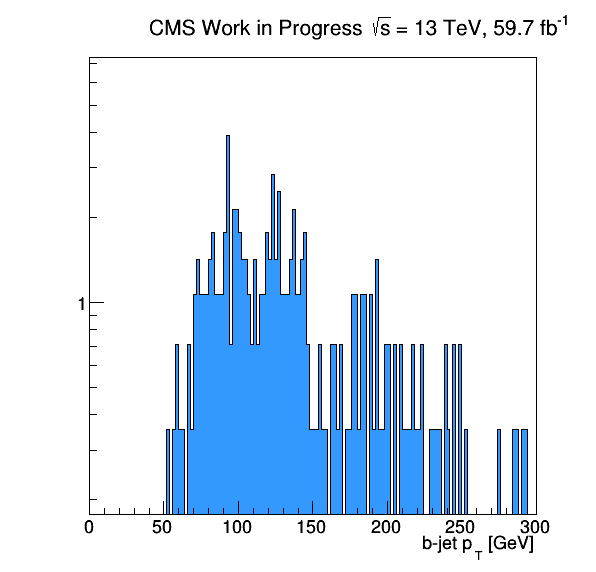 CMS Work in Progress √s = 13 TeV, 59.7 fb⁻¹
1
0 50 100 150 200 250 300
b-jet p_T [GeV]